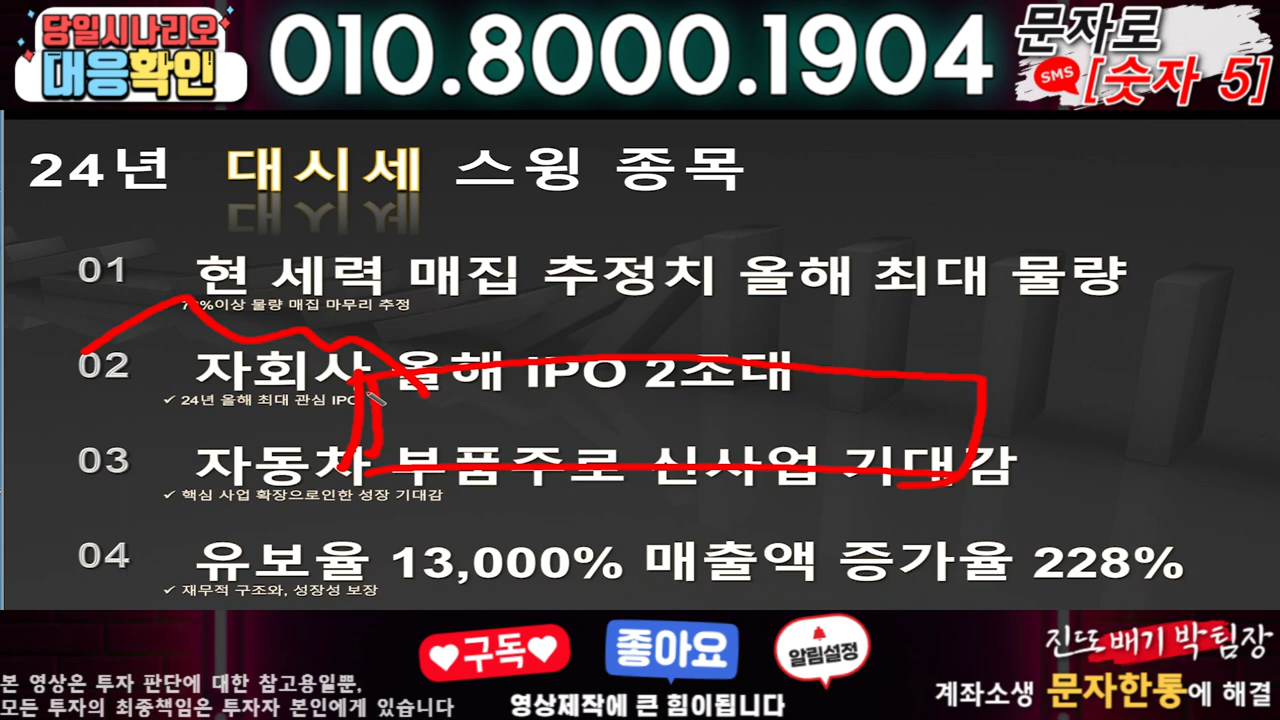 당일시나리오
대응확인
010.8000.1904
문자로
SMS
[숫자 5]
24년 대시세 스윙 종목
01 현 세력 매집 추정치 올해 최대 물량
%이상 물량 매집 마무리 추정
02 자회사 올해 IPO 2조대
✓ 24년 올해 최대 관심 IPO
03 자동차 부품주로 신사업 기대감
✓ 핵심 사업 확장으로인한 성장 기대감
04 유보율 13,000% 매출액 증가율 228%
✓ 재무적 구조와, 성장성 보장
구독
좋아요
알림설정
영상제작에 큰 힘이됩니다
본 영상은 투자 판단에 대한 참고용일뿐,
모든 투자의 최종책임은 투자자 본인에게 있습니다
진또배기 박팀장
계좌소생 문자한통에 해결